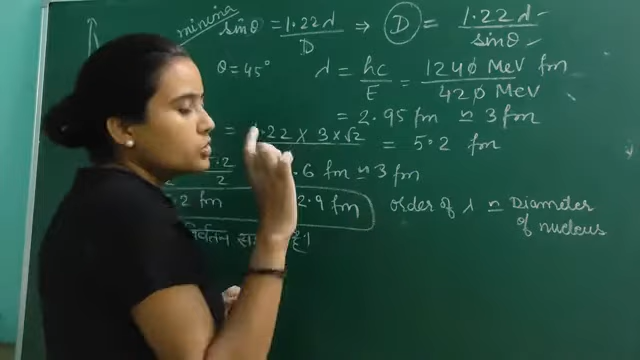 minima sinθ = 1.22λ / D → D = 1.22λ / sinθ
θ = 45° λ = hc / E = 1240 MeV fm / 420 MeV
= 2.95 fm ≃ 3 fm
= 1.22 × 3 × √2 = 5.2 fm
.2 / 2 .6 fm ≃ 3 fm
.2 fm 2.9 fm order of λ ≃ Diameter
of nucleus